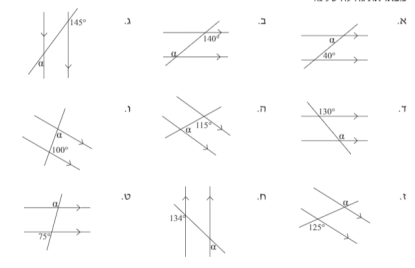 א. α 40°
ב. 140° α
ג. 145° α
ד. 130° α
ה. 115° α
ו. α 100°
ז. α 125°
ח. 134° α
ט. α 75°